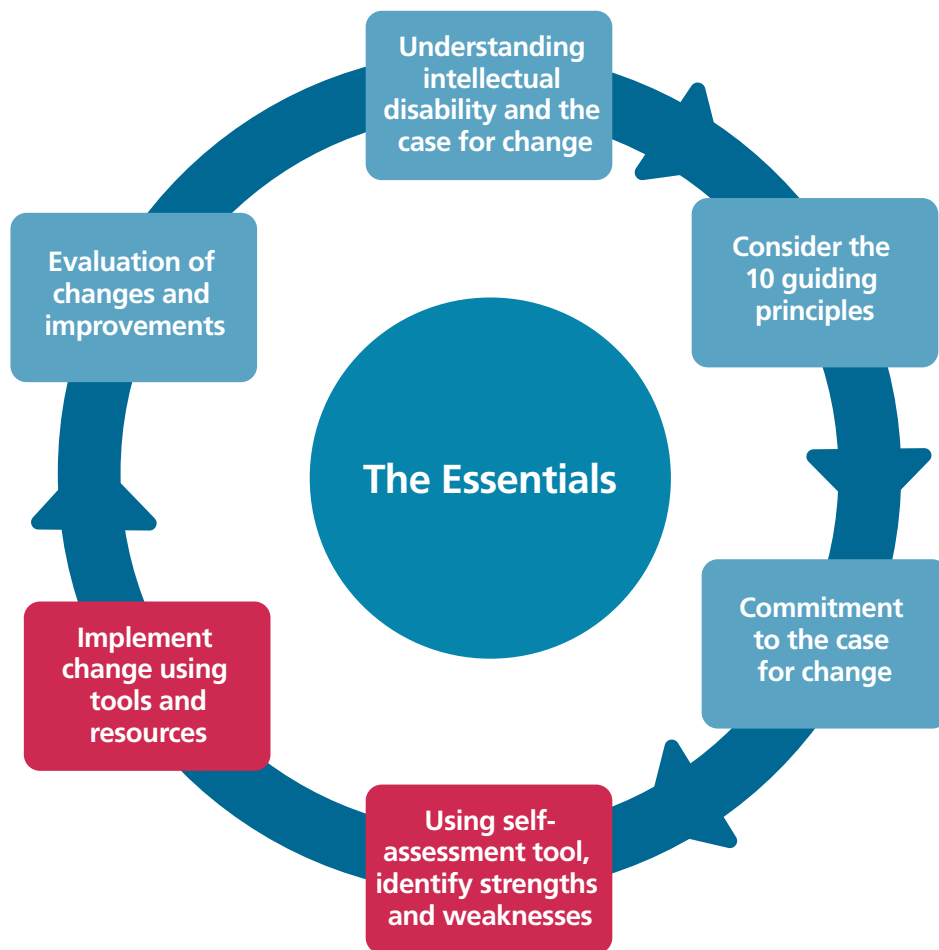 Understanding
intellectual
disability and the
case for change
Consider the
10 guiding
principles
Commitment
to the case
for change
Using self-
assessment tool,
identify strengths
and weaknesses
Implement
change using
tools and
resources
Evaluation of
changes and
improvements
The Essentials